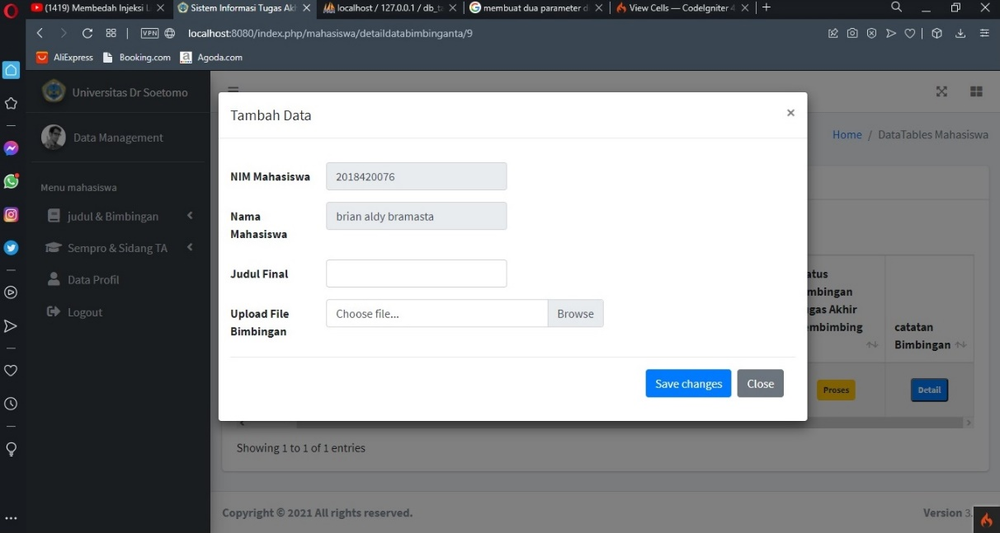 (1419) Membedah Injeksi L
Sistem Informasi Tugas Ak
localhost / 127.0.0.1 / db_t
membuat dua parameter d
View Cells — CodeIgniter 4
VPN
localhost:8080/index.php/mahasiswa/detaildatabimbinganta/9
AliExpress
Booking.com
Agoda.com
Universitas Dr Soetomo
Data Management
Menu mahasiswa
judul & Bimbingan
Sempro & Sidang TA
Data Profil
Logout
Home / DataTables Mahasiswa
Tambah Data
×
NIM Mahasiswa
2018420076
Nama
Mahasiswa
brian aldy bramasta
Judul Final
Upload File
Bimbingan
Choose file...
Browse
Save changes
Close
atus
mbingan
gas Akhir
embimbing
catatan
Bimbingan
Proses
Detail
Showing 1 to 1 of 1 entries
Copyright © 2021 All rights reserved.
Version 3.